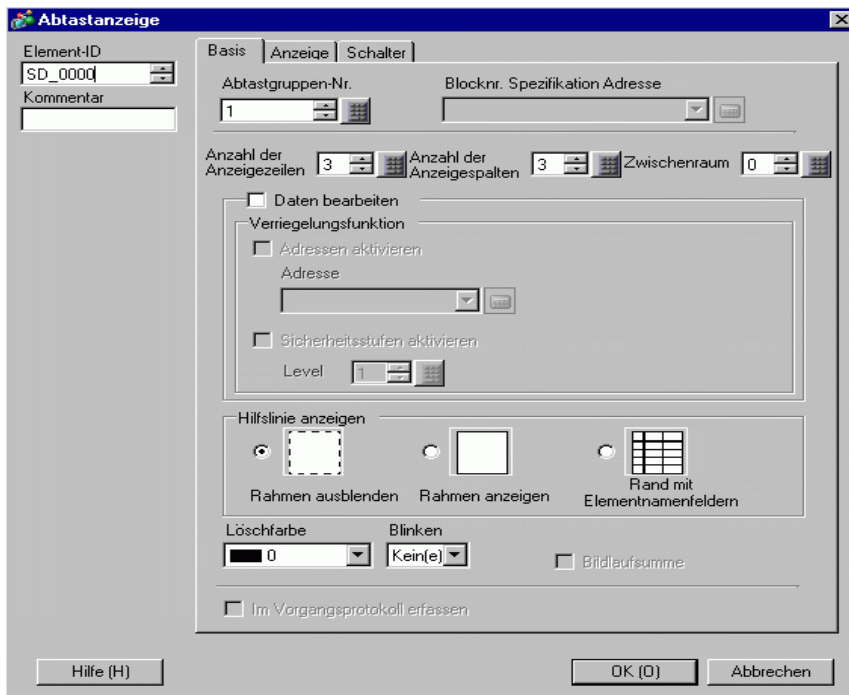 Abtastanzeige
Element-ID
SD_0000
Kommentar
Basis Anzeige Schalter
Abtastgruppen-Nr. Blocknr. Spezifikation Adresse
1
Anzahl der Anzeigezeilen 3 Anzahl der Anzeigespalten 3 Zwischenraum 0
Daten bearbeiten
Verriegelungsfunktion
Adressen aktivieren
Adresse
Sicherheitsstufen aktivieren
Level 1
Hilfslinie anzeigen
Rahmen ausblenden Rahmen anzeigen Rand mit Elementnamenfeldern
Löschfarbe Blinken
0 Kein(e) Bildlaufsumme
Im Vorgangsprotokoll erfassen
Hilfe (H) OK (O) Abbrechen